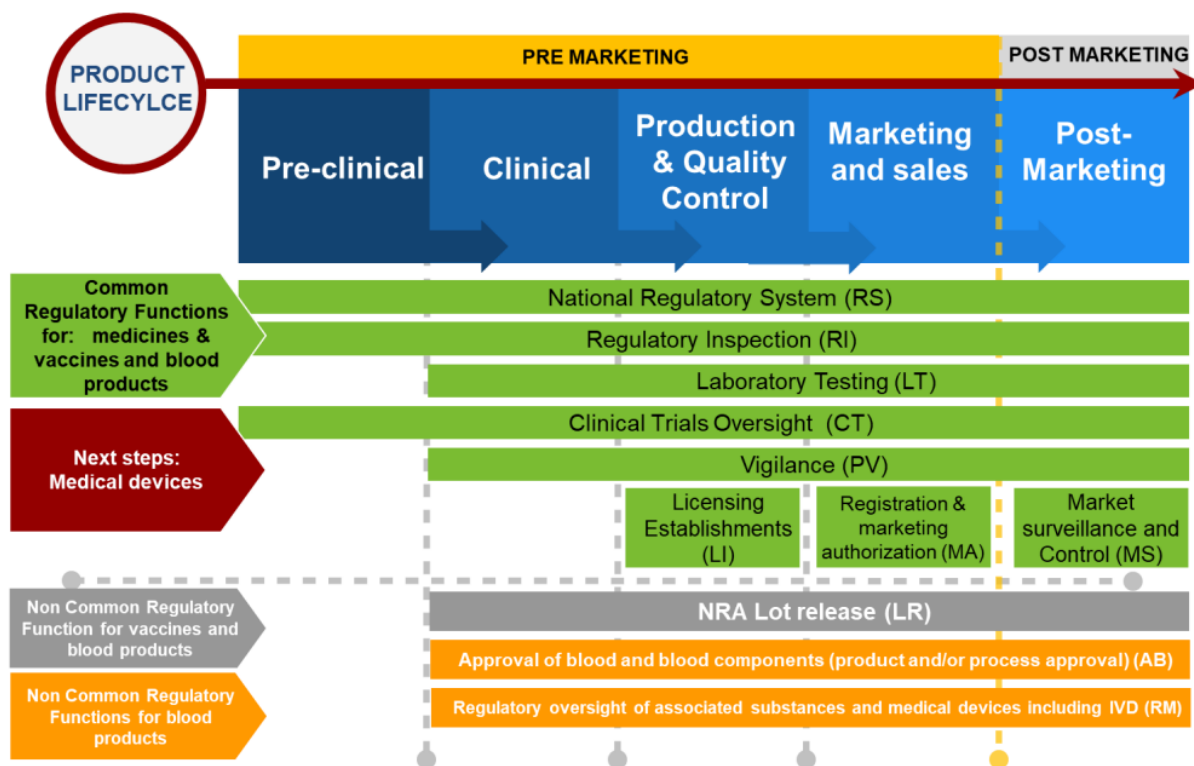 PRODUCT
LIFECYLCE
PRE MARKETING
POST MARKETING
Pre-clinical
Clinical
Production
& Quality
Control
Marketing
and sales
Post-
Marketing
Common
Regulatory Functions
for: medicines &
vaccines and blood
products
National Regulatory System (RS)
Regulatory Inspection (RI)
Laboratory Testing (LT)
Next steps:
Medical devices
Clinical Trials Oversight (CT)
Vigilance (PV)
Licensing
Establishments
(LI)
Registration &
marketing
authorization (MA)
Market
surveillance and
Control (MS)
Non Common Regulatory
Function for vaccines and
blood products
NRA Lot release (LR)
Approval of blood and blood components (product and/or process approval) (AB)
Non Common Regulatory
Functions for blood
products
Regulatory oversight of associated substances and medical devices including IVD (RM)